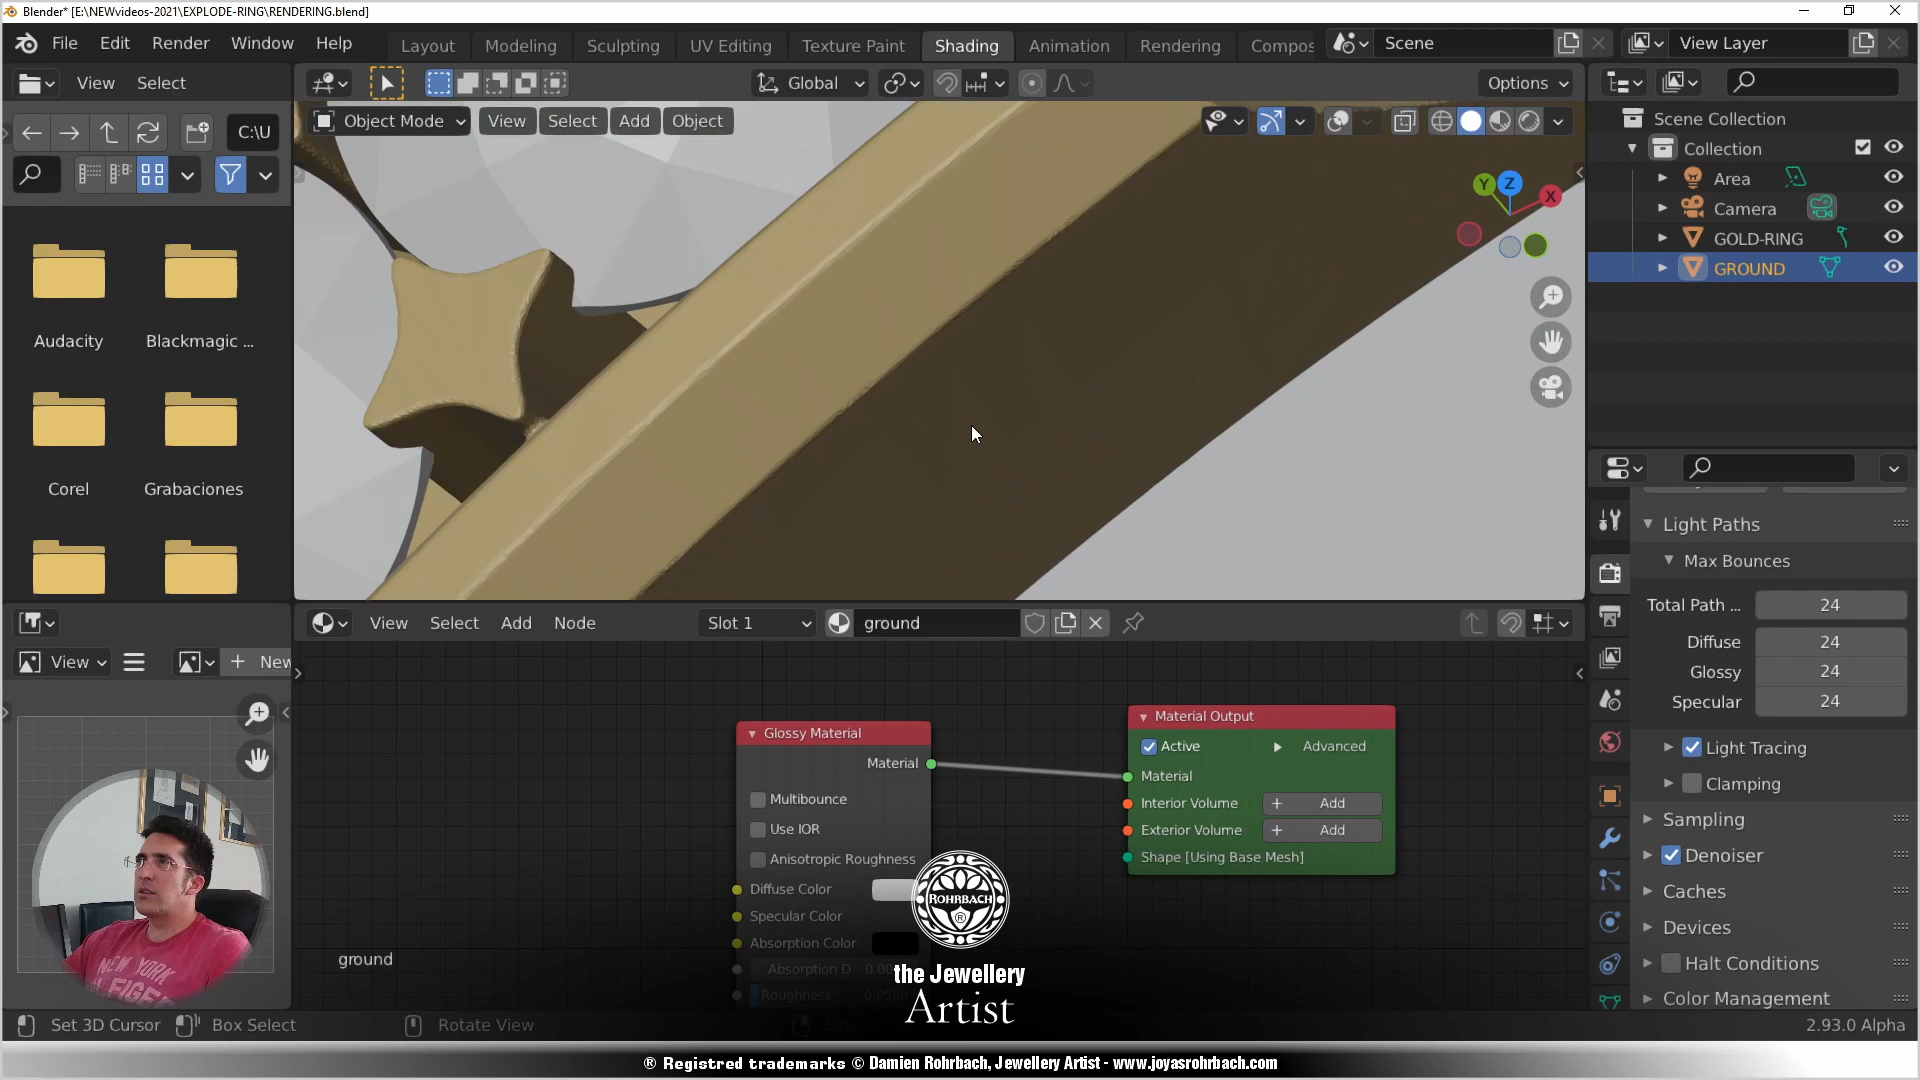 Blender* [E:\NEWvideos-2021\EXPLODE-RING\RENDERING.blend]
File Edit Render Window Help Layout Modeling Sculpting UV Editing Texture Paint Shading Animation Rendering Compos Scene View Layer
View Select Global Options
Object Mode View Select Add Object
C:\U
Y Z X
Scene Collection
Collection
Area
Camera
GOLD-RING
GROUND
Audacity Blackmagic ...
Corel Grabaciones
Light Paths
Max Bounces
Total Path ... 24
Diffuse 24
Glossy 24
Specular 24
Light Tracing
Clamping
Sampling
Denoiser
Caches
Devices
Halt Conditions
Color Management
View Select Add Node Slot 1 ground
View New
Glossy Material
Material
Multibounce
Use IOR
Anisotropic Roughness
Diffuse Color
Specular Color
Absorption Color
Absorption D 0.00
Roughness
Material Output
Active Advanced
Material
Interior Volume Add
Exterior Volume Add
Shape [Using Base Mesh]
ground
NEW YORK
ROHRBACH
®
the Jewellery
Artist
Set 3D Cursor Box Select Rotate View 2.93.0 Alpha
® Registred trademarks © Damien Rohrbach, Jewellery Artist - www.joyasrohrbach.com